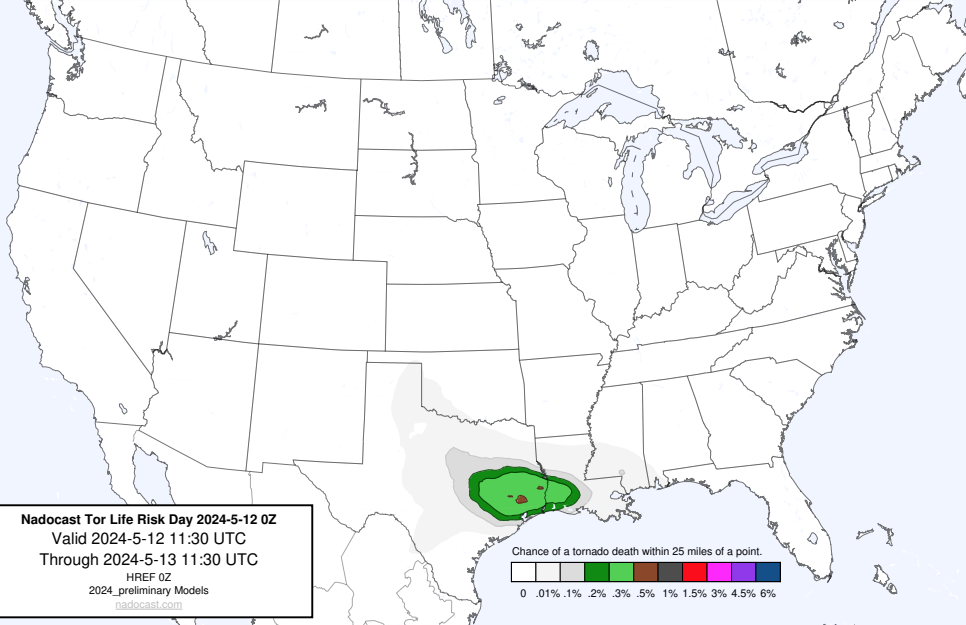 Nadocast Tor Life Risk Day 2024-5-12 0Z
Valid 2024-5-12 11:30 UTC
Through 2024-5-13 11:30 UTC
HREF 0Z
2024_preliminary Models
nadocast.com
Chance of a tornado death within 25 miles of a point.
0 .01% .1% .2% .3% .5% 1% 1.5% 3% 4.5% 6%